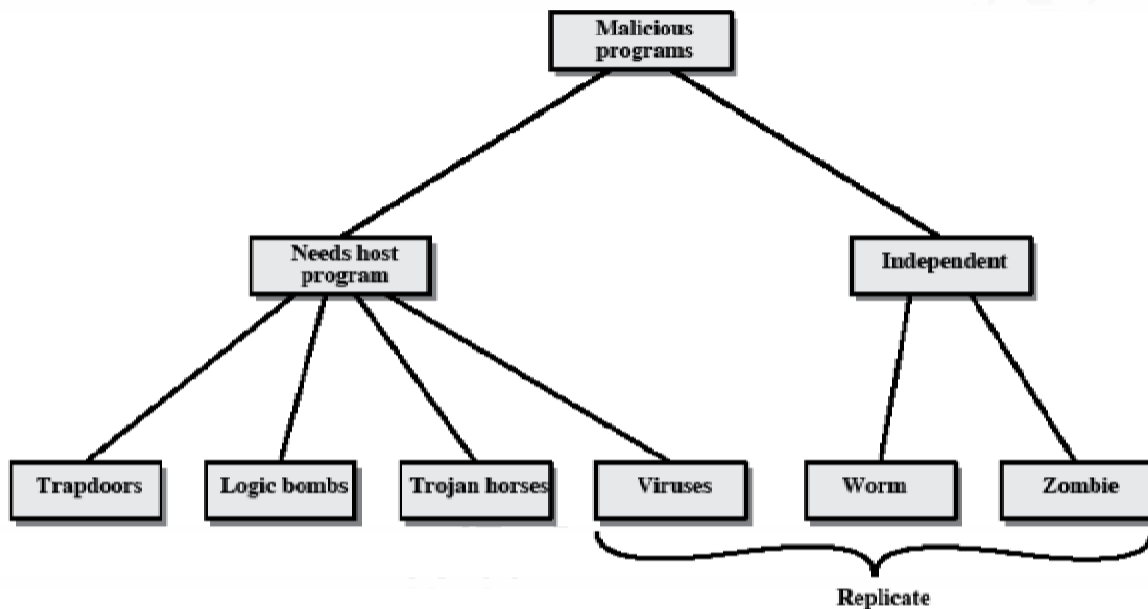 Malicious
programs
Needs host
program
Independent
Trapdoors
Logic bombs
Trojan horses
Viruses
Worm
Zombie
Replicate